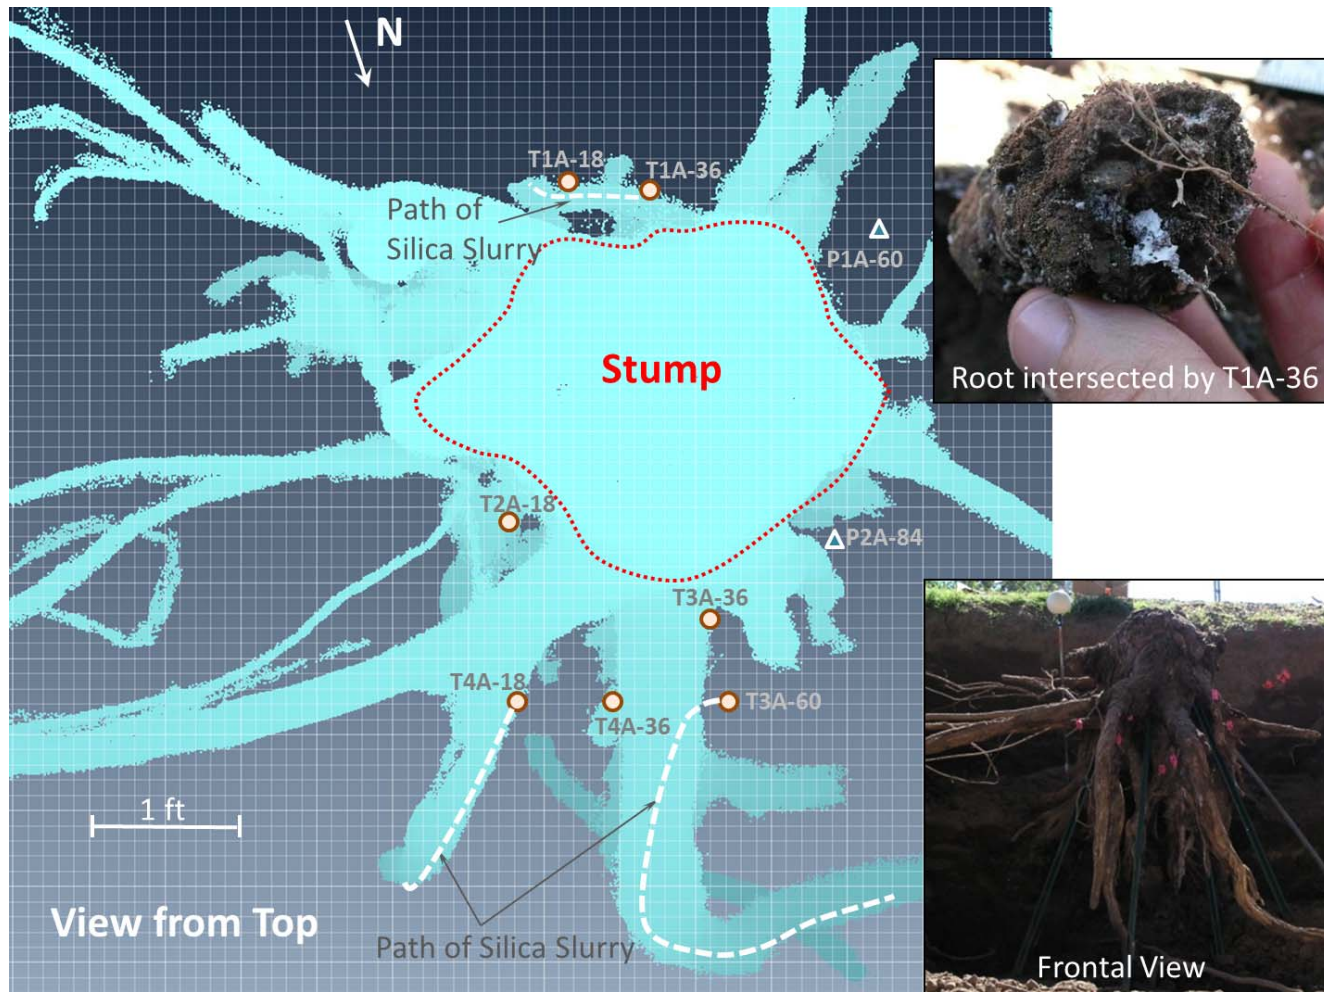 N
T1A-18
T1A-36
Path of
Silica Slurry
P1A-60
Root intersected by T1A-36
Stump
T2A-18
P2A-84
T3A-36
T4A-18
T4A-36
T3A-60
1 ft
View from Top
Path of Silica Slurry
Frontal View